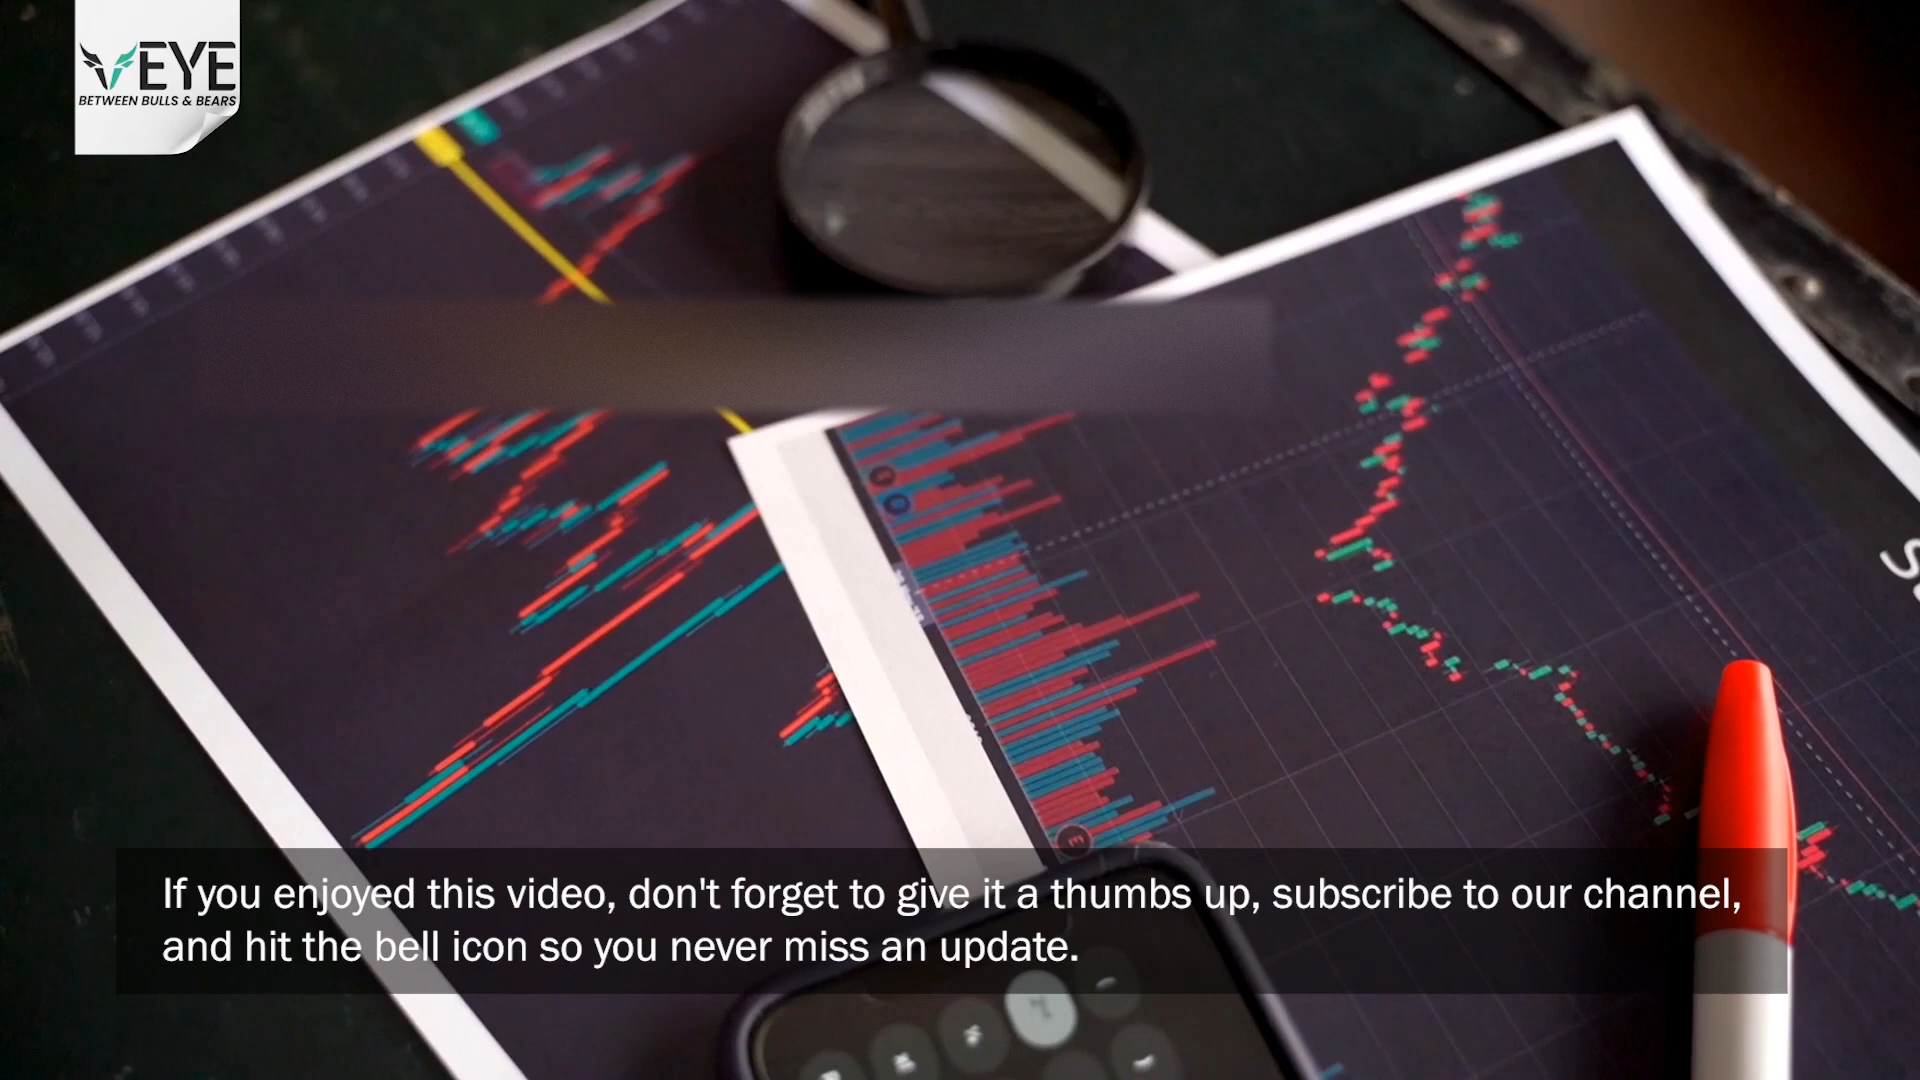 EYE
BETWEEN BULLS & BEARS
If you enjoyed this video, don't forget to give it a thumbs up, subscribe to our channel,
and hit the bell icon so you never miss an update.